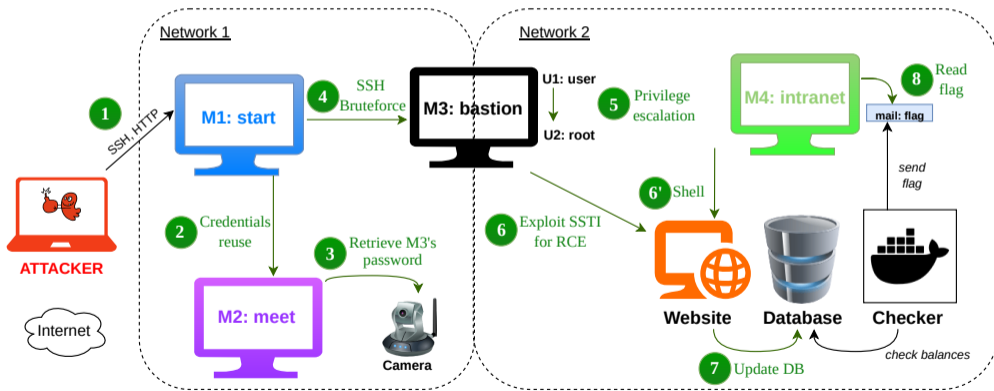 Network 1
Network 2
1
SSH, HTTP
M1: start
4
SSH
Bruteforce
M3: bastion
U1: user
U2: root
5
Privilege
escalation
M4: intranet
8
Read
flag
mail: flag
send
flag
ATTACKER
2
Credentials
reuse
3
Retrieve M3's
password
6
Exploit SSTI
for RCE
6'
Shell
Internet
M2: meet
Camera
Website
Database
Checker
7
Update DB
check balances